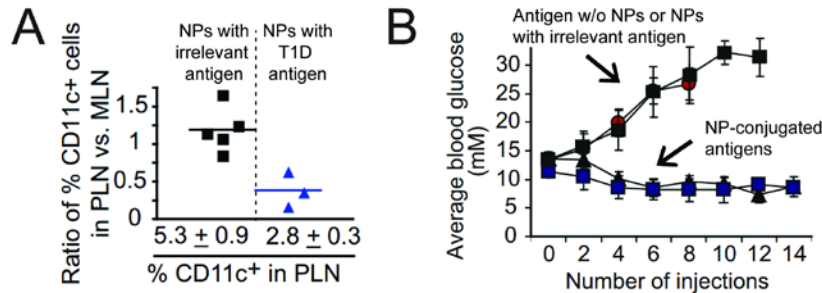 A
NPs with
irrelevant
antigen
NPs with
T1D
antigen
Ratio of % CD11c+ cells
in PLN vs. MLN
1.5
1
0.5
0
5.3 ± 0.9
2.8 ± 0.3
% CD11c+ in PLN
B
Antigen w/o NPs or NPs
with irrelevant antigen
NP-conjugated
antigens
Average blood glucose
(mM)
30
25
20
15
10
5
0
0 2 4 6 8 10 12 14
Number of injections